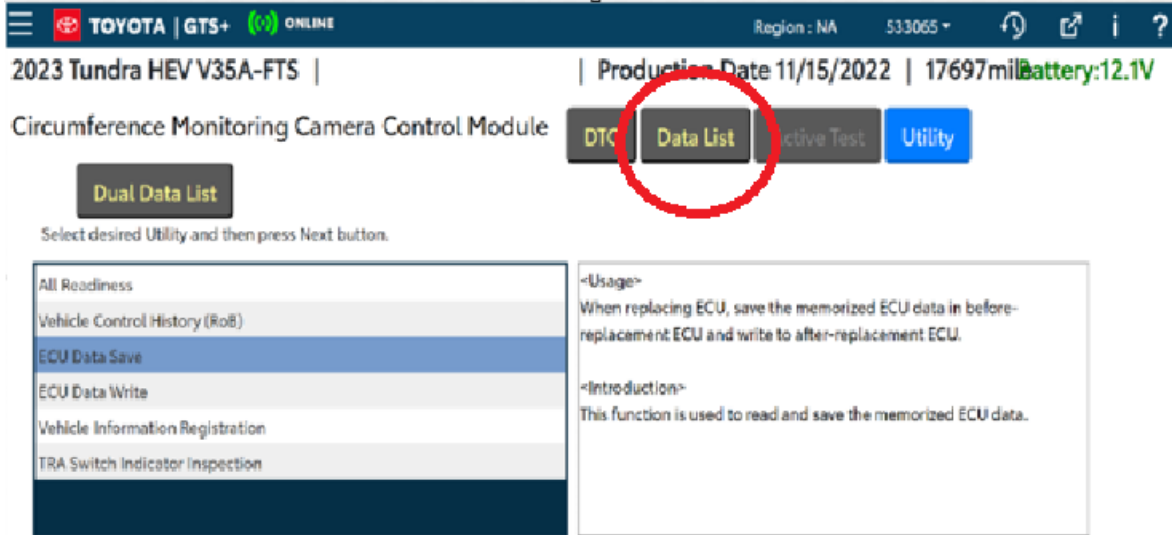 TOYOTA | GTS+ ONLINE Region : NA 533065 i ?
2023 Tundra HEV V35A-FTS | | Production Date 11/15/2022 | 17697mile Battery:12.1V
Circumference Monitoring Camera Control Module DTC Data List Active Test Utility
Dual Data List
Select desired Utility and then press Next button.
All Readiness
Vehicle Control History (RoB)
ECU Data Save
ECU Data Write
Vehicle Information Registration
TRA Switch Indicator Inspection
<Usage>
When replacing ECU, save the memorized ECU data in before-
replacement ECU and write to after-replacement ECU.
<Introduction>
This function is used to read and save the memorized ECU data.